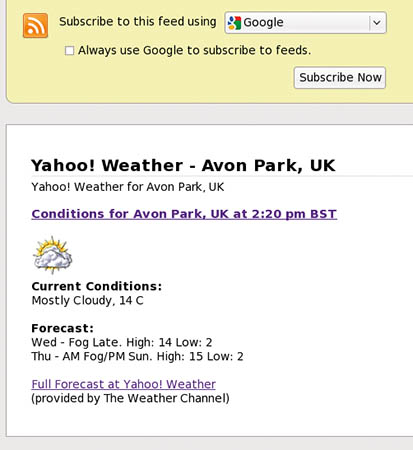 Subscribe to this feed using Google
Always use Google to subscribe to feeds.
Subscribe Now
Yahoo! Weather - Avon Park, UK
Yahoo! Weather for Avon Park, UK
Conditions for Avon Park, UK at 2:20 pm BST
Current Conditions:
Mostly Cloudy, 14 C
Forecast:
Wed - Fog Late. High: 14 Low: 2
Thu - AM Fog/PM Sun. High: 15 Low: 2
Full Forecast at Yahoo! Weather
(provided by The Weather Channel)